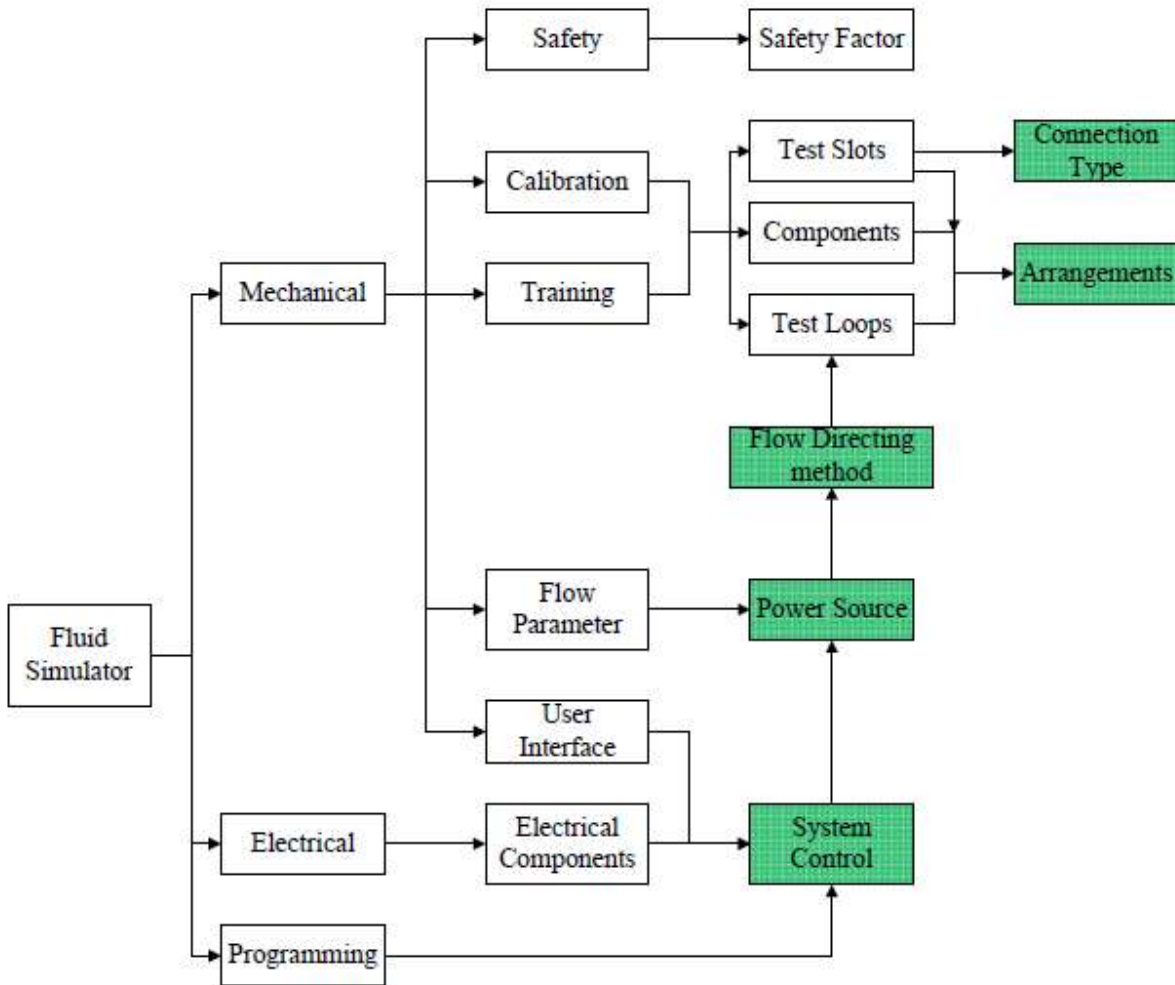 Safety
Safety Factor
Test Slots
Connection
Type
Calibration
Components
Arrangements
Mechanical
Training
Test Loops
Flow Directing
method
Flow
Parameter
Power Source
Fluid
Simulator
User
Interface
Electrical
Electrical
Components
System
Control
Programming